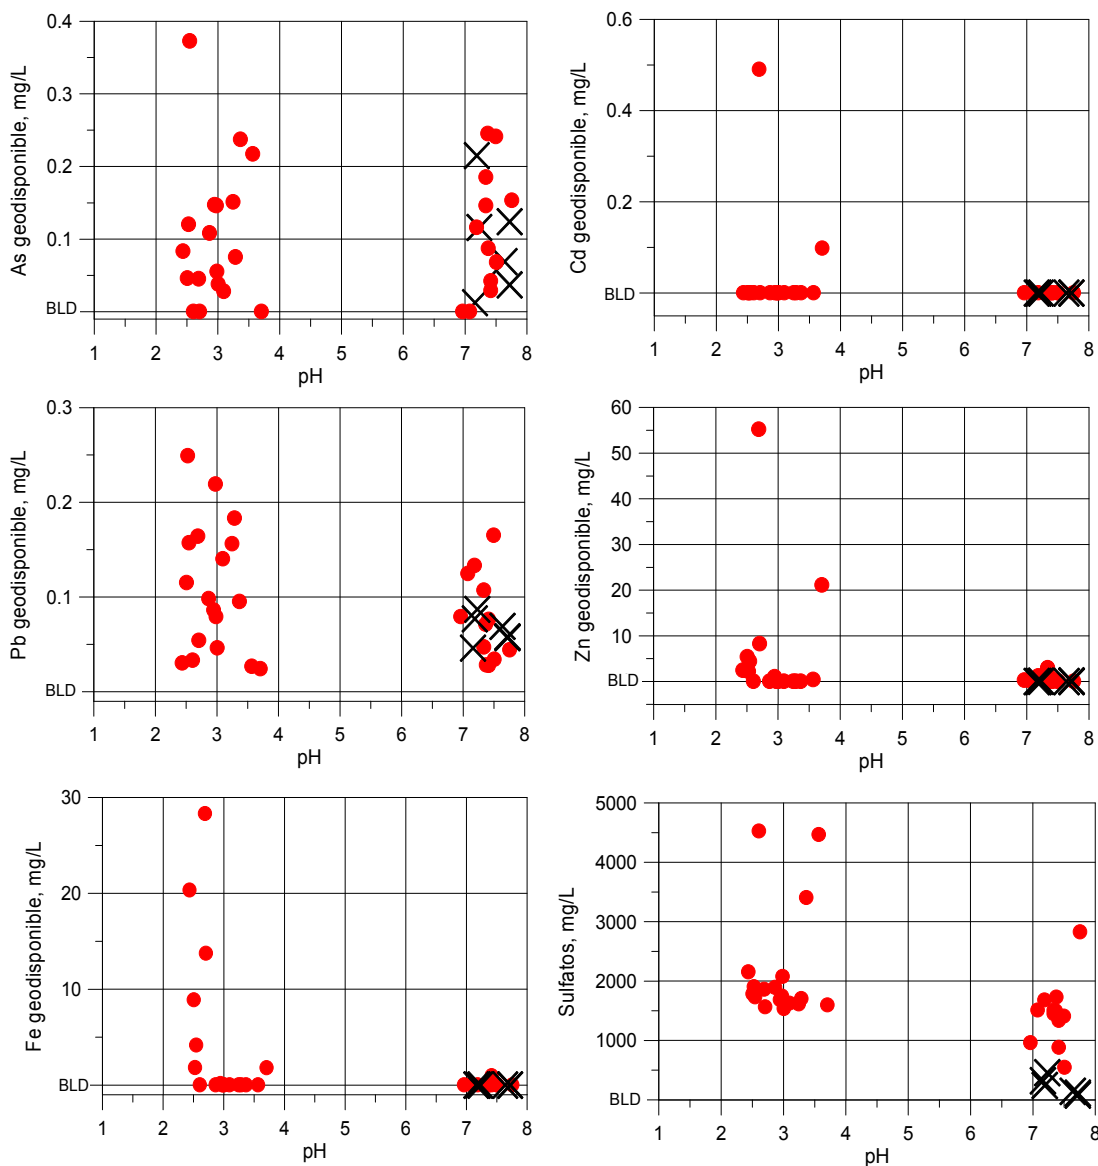 As geodisponible, mg/L
0.4
0.3
0.2
0.1
BLD
1 2 3 4 5 6 7 8
pH
Cd geodisponible, mg/L
0.6
0.4
0.2
BLD
1 2 3 4 5 6 7 8
pH
Pb geodisponible, mg/L
0.3
0.2
0.1
BLD
1 2 3 4 5 6 7 8
pH
Zn geodisponible, mg/L
60
50
40
30
20
10
BLD
1 2 3 4 5 6 7 8
pH
Fe geodisponible, mg/L
30
20
10
BLD
1 2 3 4 5 6 7 8
pH
Sulfatos, mg/L
5000
4000
3000
2000
1000
BLD
1 2 3 4 5 6 7 8
pH